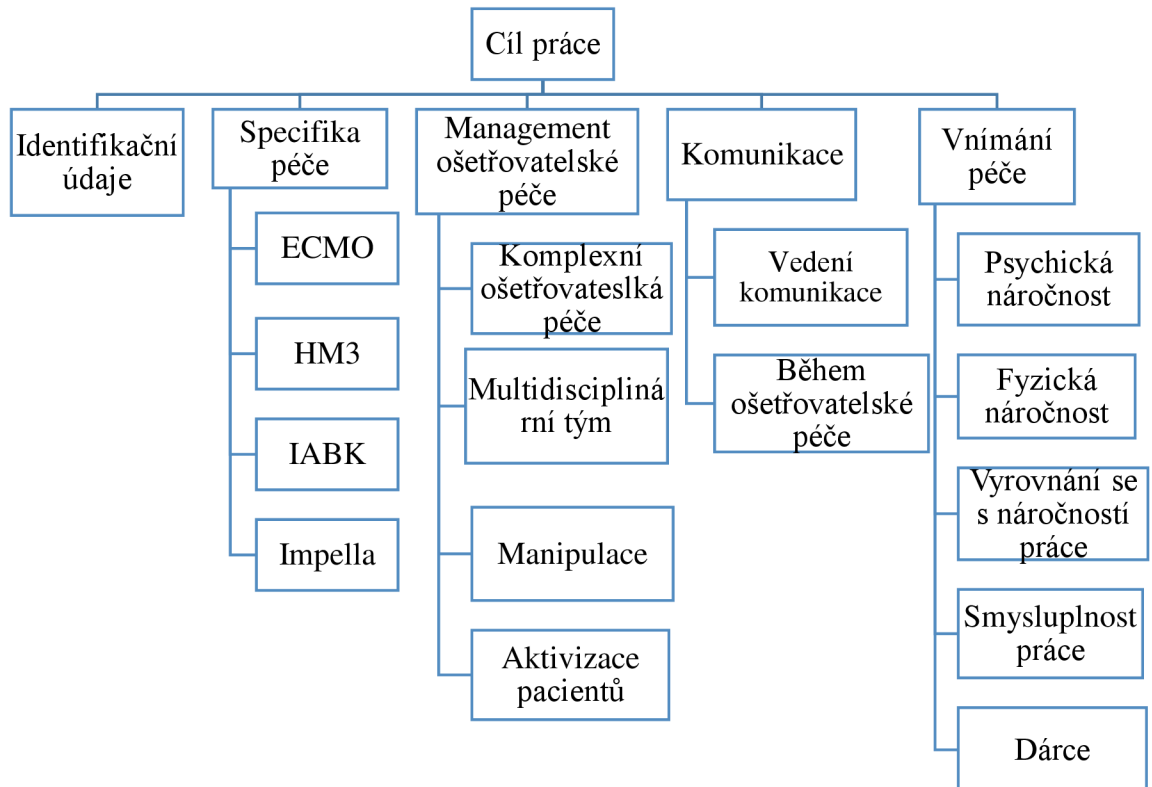 Cíl práce
Identifikační
údaje
Specifika
péče
ECMO
HM3
IABK
Impella
Management
ošetřovatelské
péče
Komplexní
ošetřovateslká
péče
Multidisciplina
rní tým
Manipulace
Aktivizace
pacientů
Komunikace
Vedení
komunikace
Během
ošetřovatelské
péče
Vnímání
péče
Psychická
náročnost
Fyzická
náročnost
Vyrovnání se
s náročností
práce
Smysluplnost
práce
Dárce